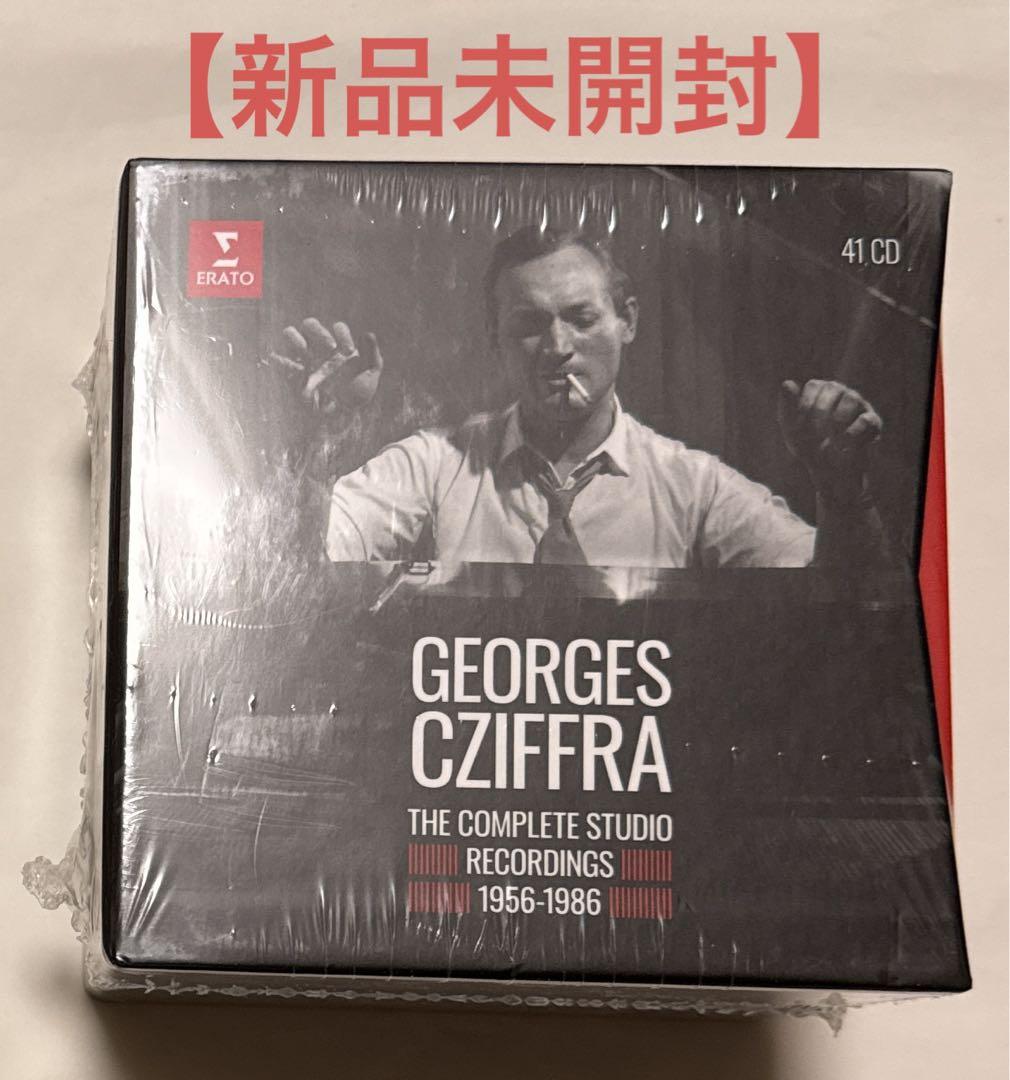 【新品未開封】
ERATO
41 CD
GEORGES
CZIFFRA
THE COMPLETE STUDIO
RECORDINGS
1956-1986